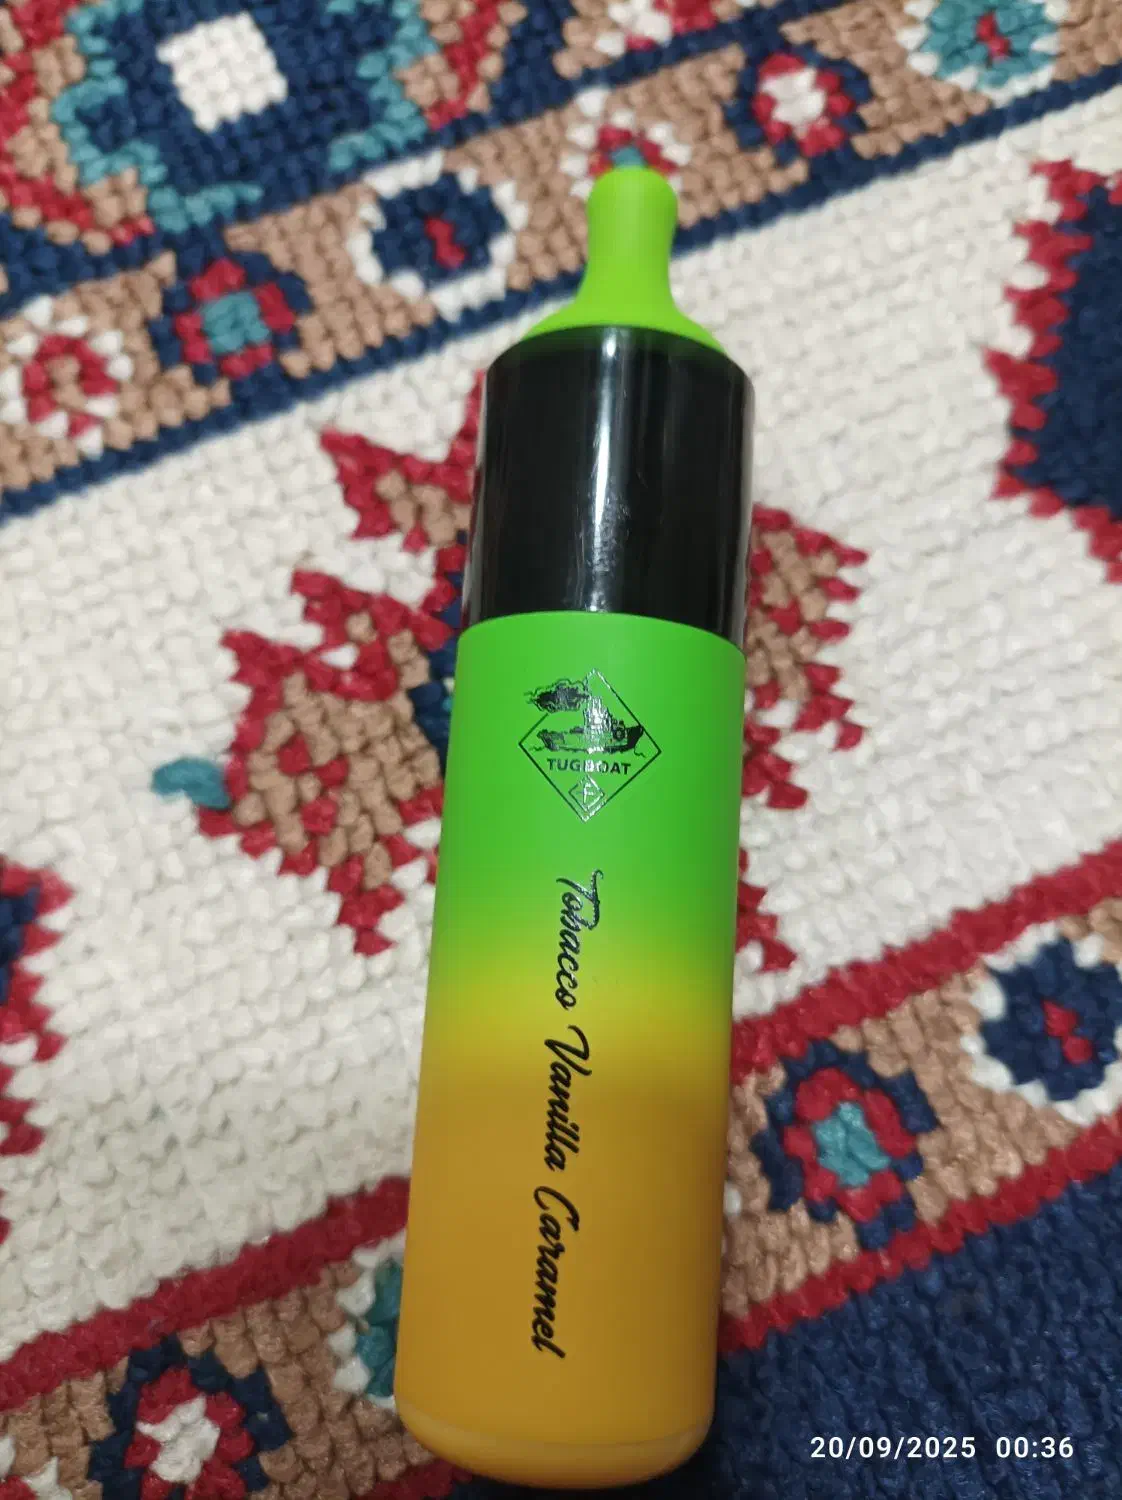 TUGBOAT
T
Tobacco Vanilla Caramel
20/09/2025 00:36